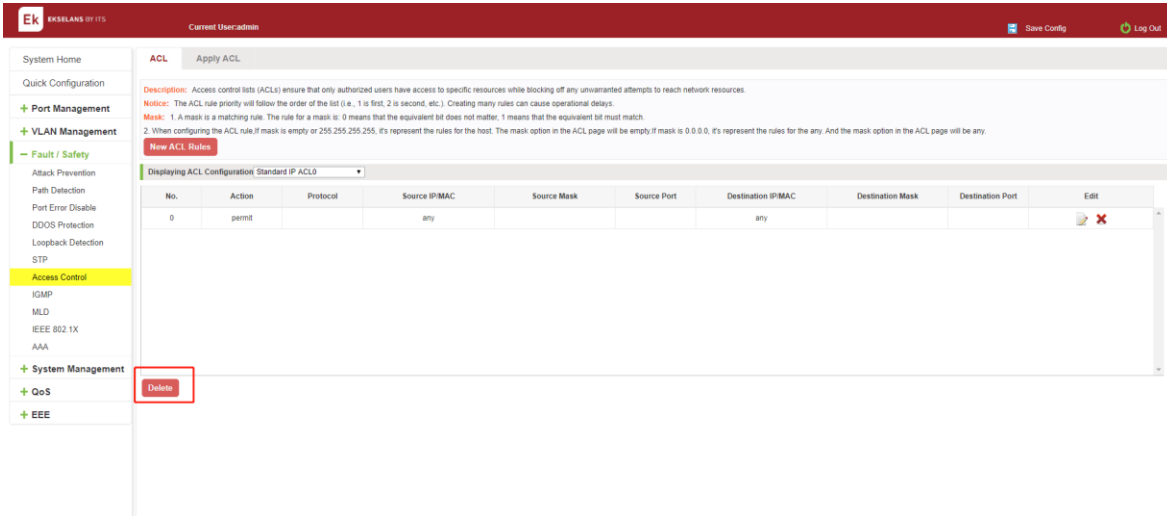 Ek EKSELANS BY ITS
Current User:admin
Save Config
Log Out
System Home
Quick Configuration
Port Management
VLAN Management
Fault / Safety
Attack Prevention
Path Detection
Port Error Disable
DDOS Protection
Loopback Detection
STP
Access Control
IGMP
MLD
IEEE 802.1X
AAA
System Management
QoS
EEE
ACL Apply ACL
Description: Access control lists (ACLs) ensure that only authorized users have access to specific resources while blocking off any unwarranted attempts to reach network resources.
Notice: The ACL rule priority will follow the order of the list (i.e., 1 is first, 2 is second, etc.). Creating many rules can cause operational delays.
Mask: 1. A mask is a matching rule. The rule for a mask is: 0 means that the equivalent bit does not matter, 1 means that the equivalent bit must match.
2. When configuring the ACL rule,If mask is empty or 255.255.255.255, it's represent the rules for the host. The mask option in the ACL page will be empty.If mask is 0.0.0.0, it's represent the rules for the any. And the mask option in the ACL page will be any.
New ACL Rules
Displaying ACL Configuration Standard IP ACL0
No. Action Protocol Source IP/MAC Source Mask Source Port Destination IP/MAC Destination Mask Destination Port Edit
0 permit any any
Delete